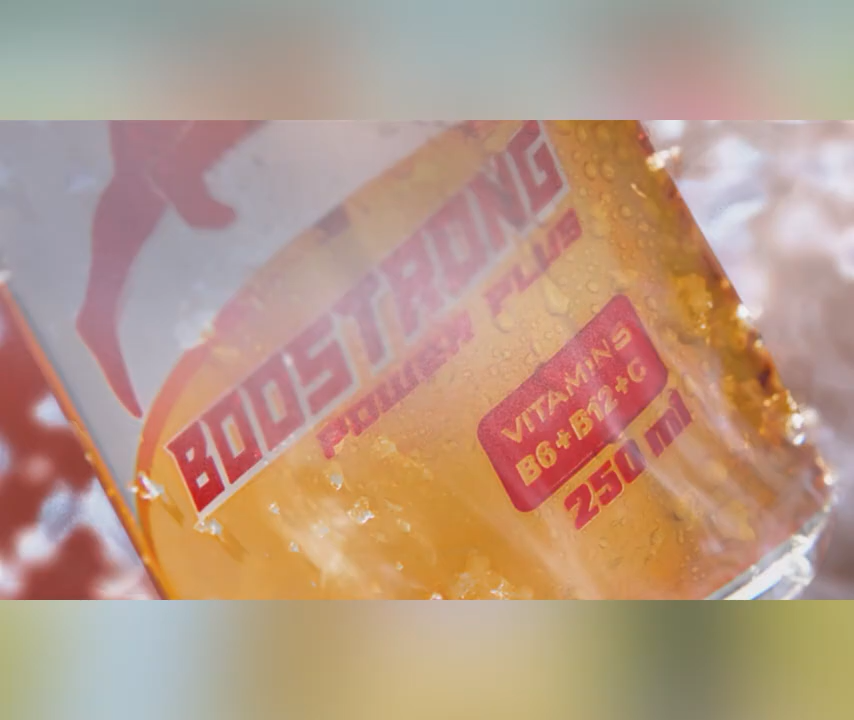 BOOSTRONG
POWER PLUS
VITAMINS
B6+B12+C
250 ml